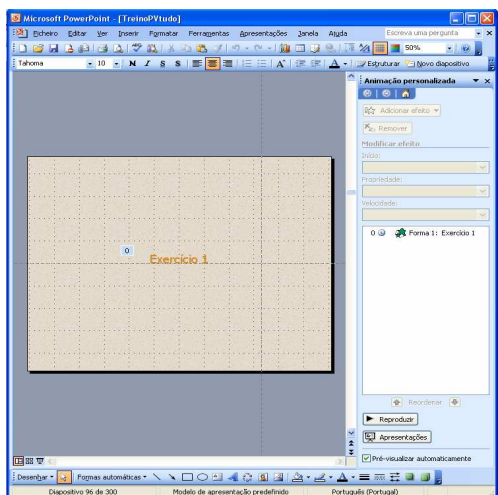 Microsoft PowerPoint - [TreinoPVtudo]
Ficheiro Editar Ver Inserir Formatar Ferramentas Apresentações Janela Ajuda Escreva uma pergunta
50%
Tahoma 10 N I S S Estruturar Novo diapositivo
Animação personalizada
Adicionar efeito
Remover
Modificar efeito
Início:
Propriedade:
Velocidade:
0 Forma 1: Exercício 1
0
Exercício 1
Reordenar
Reproduzir
Apresentações
Pré-visualizar automaticamente
Desenhar Formas automáticas
Diapositivo 96 de 300 Modelo de apresentação predefinido Português (Portugal)